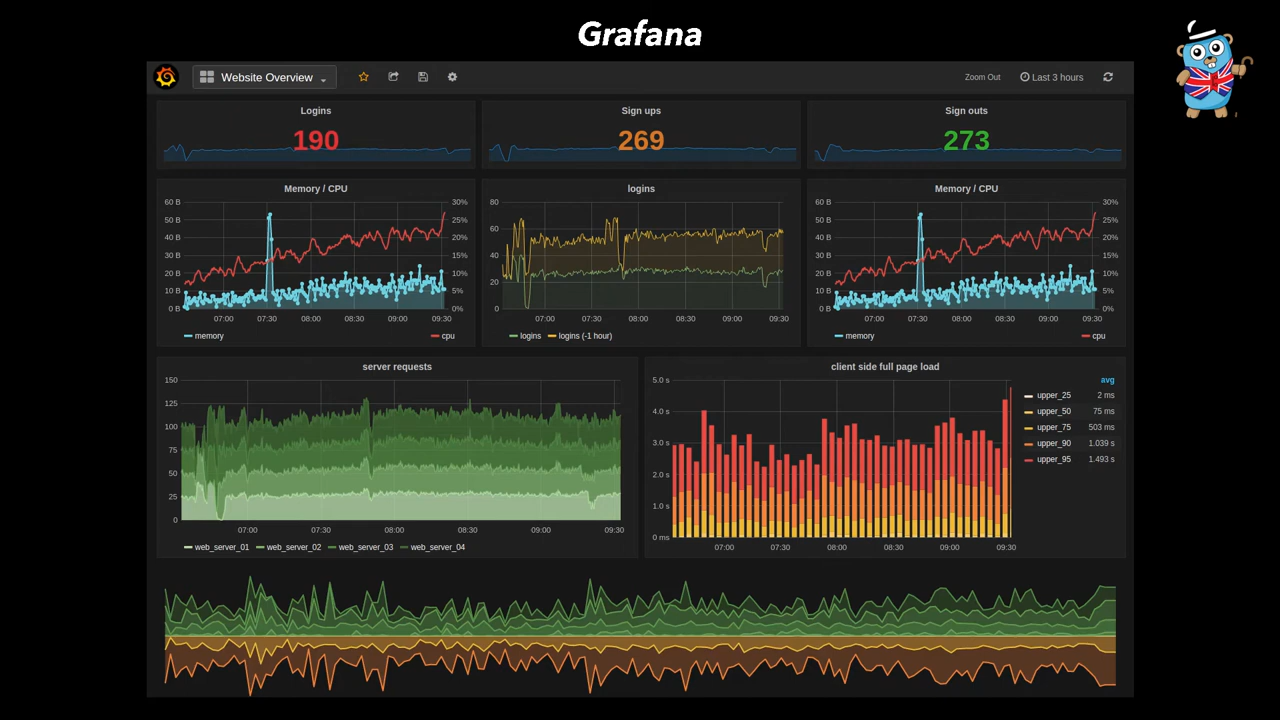 Grafana
Website Overview
Zoom Out
Last 3 hours
Logins
190
Sign ups
269
Sign outs
273
Memory / CPU
60 B
50 B
40 B
30 B
20 B
10 B
0 B
30%
25%
20%
15%
10%
5%
0%
07:00 07:30 08:00 08:30 09:00 09:30
memory cpu
logins
80
60
40
20
0
07:00 07:30 08:00 08:30 09:00 09:30
logins logins (-1 hour)
Memory / CPU
60 B
50 B
40 B
30 B
20 B
10 B
0 B
30%
25%
20%
15%
10%
5%
0%
07:00 07:30 08:00 08:30 09:00 09:30
memory cpu
server requests
150
125
100
75
50
25
0
07:00 07:30 08:00 08:30 09:00 09:30
web_server_01 web_server_02 web_server_03 web_server_04
client side full page load
5.0 s
4.0 s
3.0 s
2.0 s
1.0 s
0 ms
07:00 07:30 08:00 08:30 09:00 09:30
avg
upper_25 2 ms
upper_50 75 ms
upper_75 503 ms
upper_90 1.039 s
upper_95 1.493 s